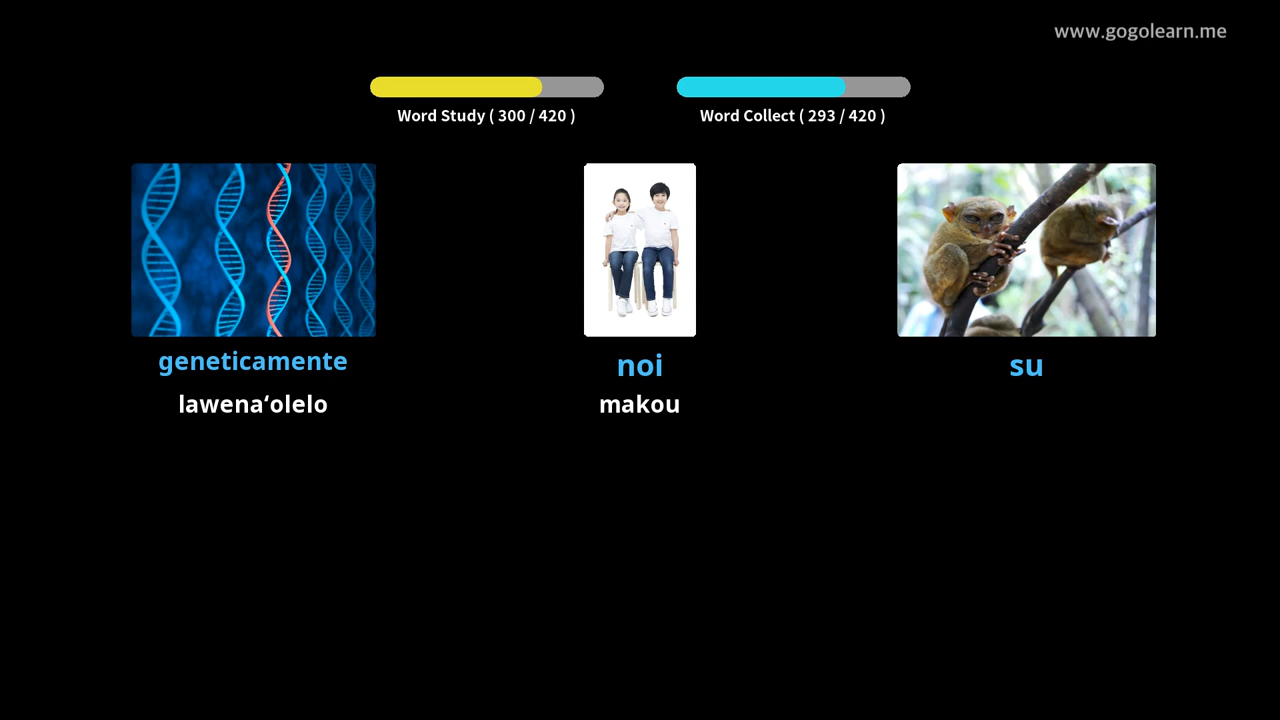 www.gogolearn.me
Word Study ( 300 / 420 )
Word Collect ( 293 / 420 )
geneticamente
noi
su
lawenaʻolelo
makou